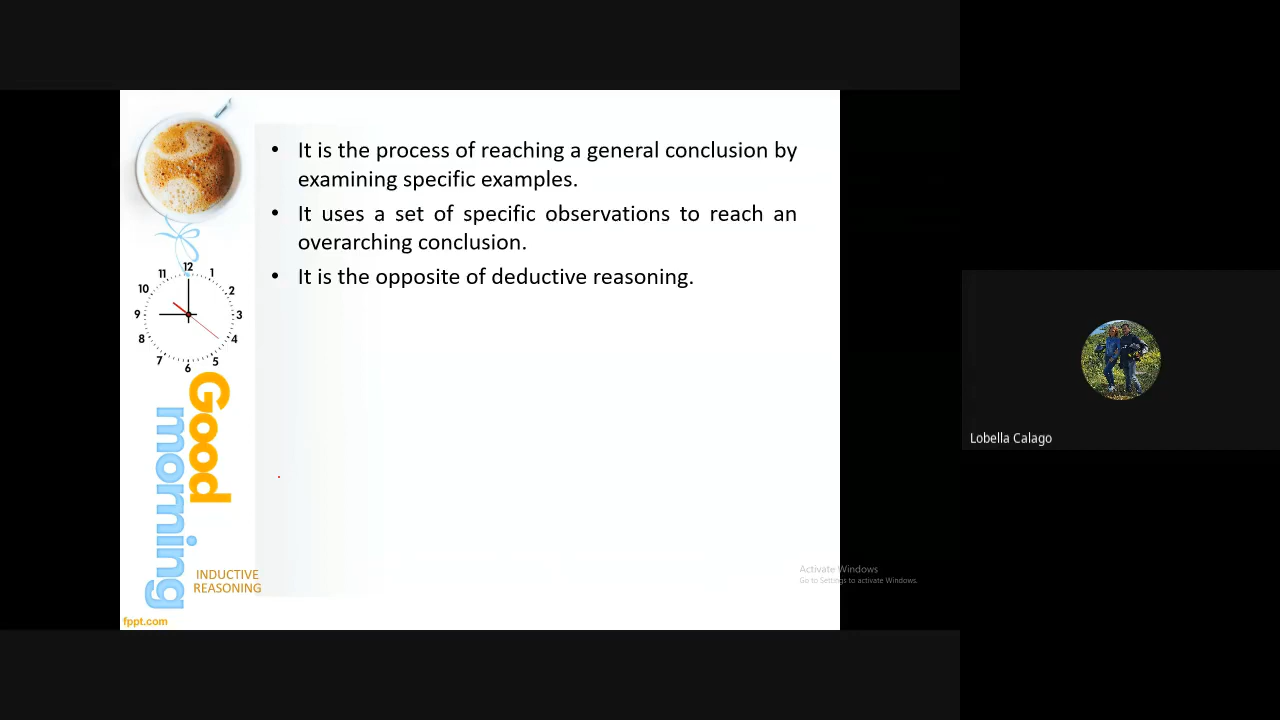 • It is the process of reaching a general conclusion by
examining specific examples.
• It uses a set of specific observations to reach an
overarching conclusion.
• It is the opposite of deductive reasoning.
12
1
2
3
4
5
6
7
8
9
10
11
Good
morning
INDUCTIVE
REASONING
fppt.com
Activate Windows
Go to Settings to activate Windows.
Lobella Calago